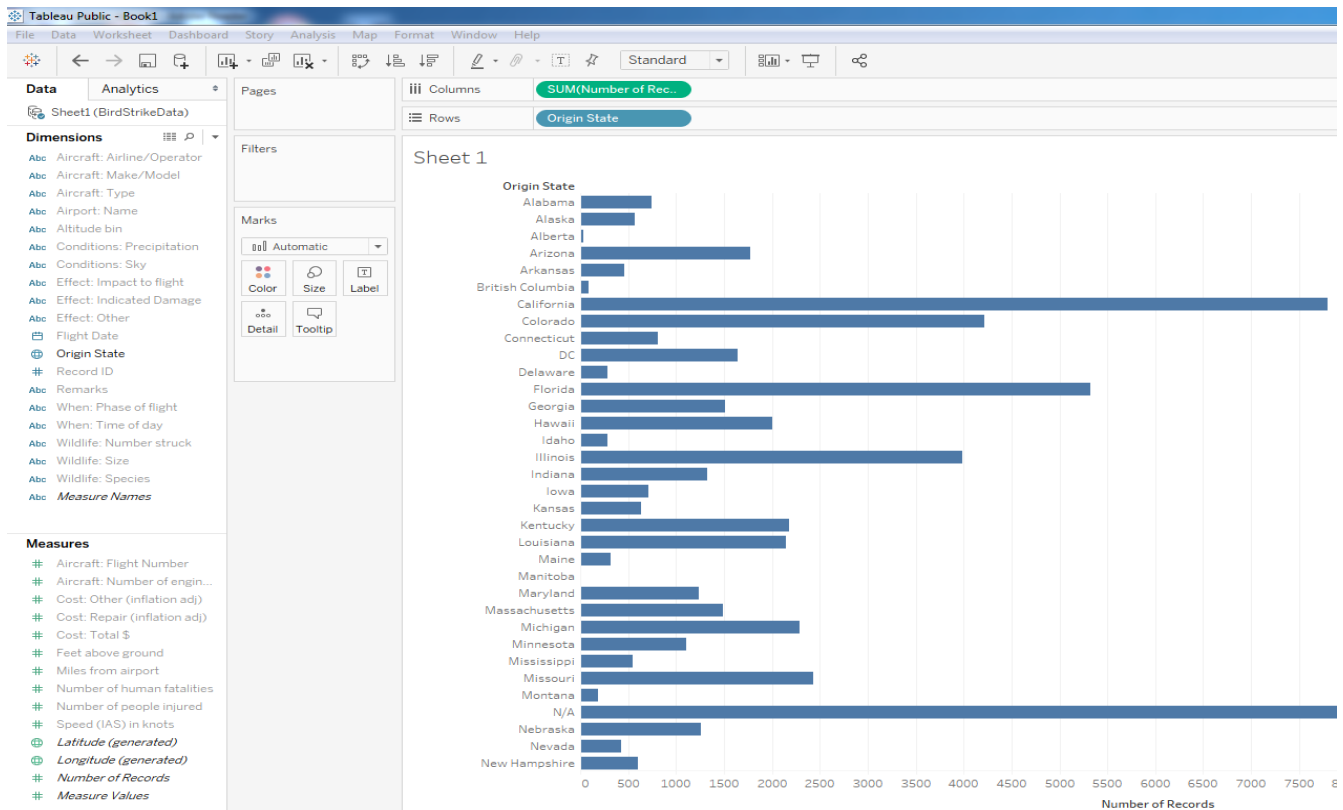 Tableau Public - Book1
File Data Worksheet Dashboard Story Analysis Map Format Window Help
Standard
Data Analytics
Sheet1 (BirdStrikeData)
Dimensions
Abc Aircraft: Airline/Operator
Abc Aircraft: Make/Model
Abc Aircraft: Type
Abc Airport: Name
Abc Altitude bin
Abc Conditions: Precipitation
Abc Conditions: Sky
Abc Effect: Impact to flight
Abc Effect: Indicated Damage
Abc Effect: Other
Flight Date
Origin State
# Record ID
Abc Remarks
Abc When: Phase of flight
Abc When: Time of day
Abc Wildlife: Number struck
Abc Wildlife: Size
Abc Wildlife: Species
Abc Measure Names
Measures
# Aircraft: Flight Number
# Aircraft: Number of engin...
# Cost: Other (inflation adj)
# Cost: Repair (inflation adj)
# Cost: Total $
# Feet above ground
# Miles from airport
# Number of human fatalities
# Number of people injured
# Speed (IAS) in knots
Latitude (generated)
Longitude (generated)
# Number of Records
# Measure Values
Pages
Filters
Marks
Automatic
Color Size Label
Detail Tooltip
Columns SUM(Number of Rec..
Rows Origin State
Sheet 1
Origin State
Alabama
Alaska
Alberta
Arizona
Arkansas
British Columbia
California
Colorado
Connecticut
DC
Delaware
Florida
Georgia
Hawaii
Idaho
Illinois
Indiana
Iowa
Kansas
Kentucky
Louisiana
Maine
Manitoba
Maryland
Massachusetts
Michigan
Minnesota
Mississippi
Missouri
Montana
N/A
Nebraska
Nevada
New Hampshire
0 500 1000 1500 2000 2500 3000 3500 4000 4500 5000 5500 6000 6500 7000 7500
Number of Records